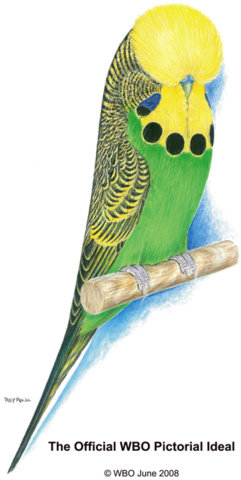 The Official WBO Pictorial Ideal
© WBO June 2008